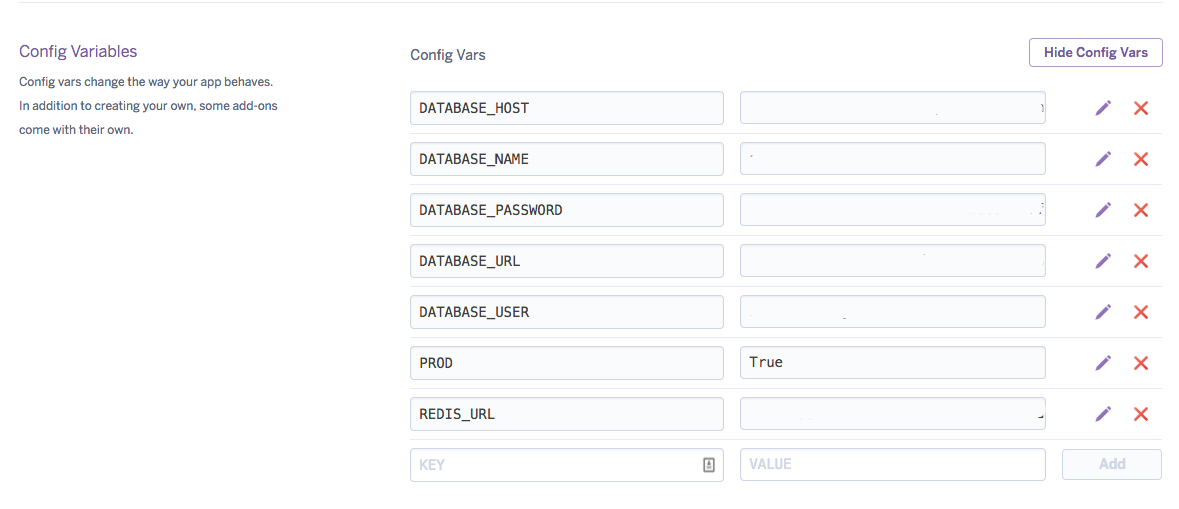 Config Variables
Config vars change the way your app behaves.
In addition to creating your own, some add-ons
come with their own.
Config Vars
Hide Config Vars
DATABASE_HOST
DATABASE_NAME
DATABASE_PASSWORD
DATABASE_URL
DATABASE_USER
PROD True
REDIS_URL
KEY VALUE Add